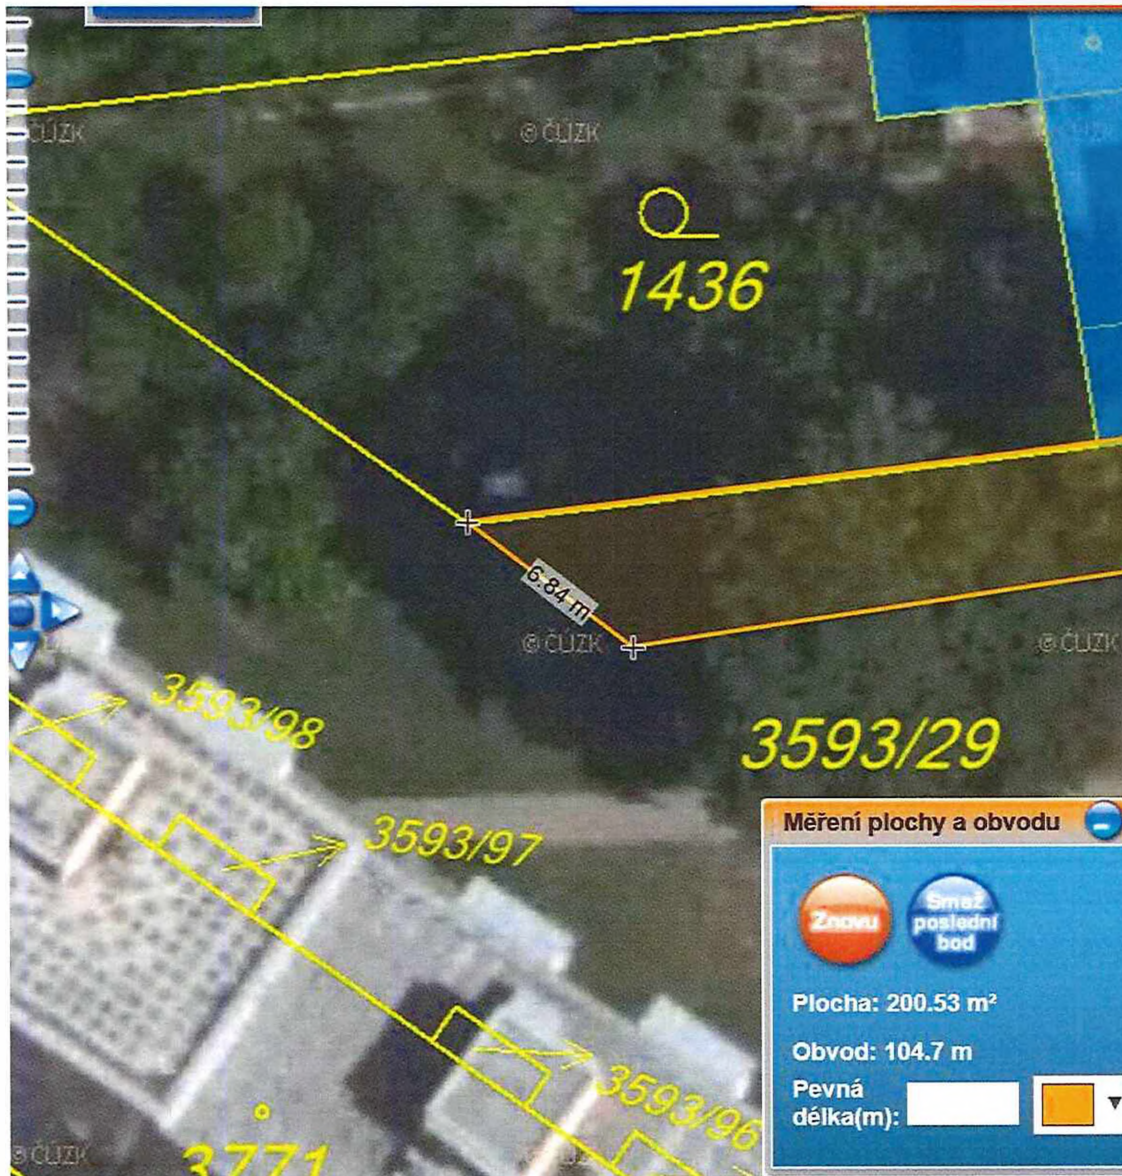 © ČÚZK
© ČÚZK
1436
6.84 m
© ČÚZK
© ČÚZK
3593/98
3593/29
3593/97
Měření plochy a obvodu
Znovu
Smaž
poslední
bod
Plocha: 200.53 m²
Obvod: 104.7 m
Pevná
délka(m):
3593/96
© ČÚZK
3771